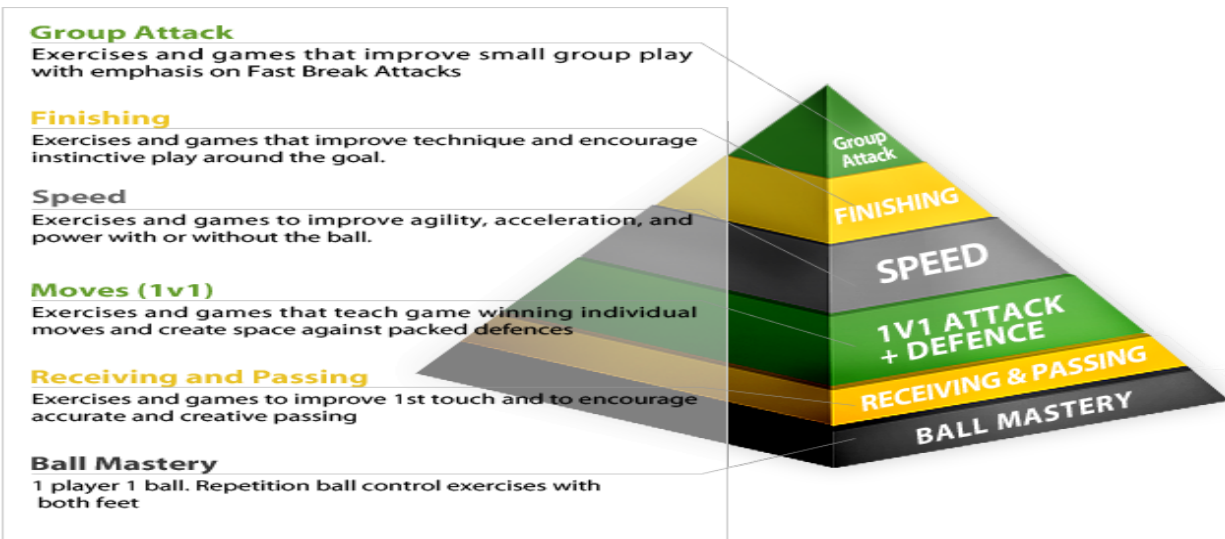 Group Attack
Exercises and games that improve small group play
with emphasis on Fast Break Attacks
Finishing
Exercises and games that improve technique and encourage
instinctive play around the goal.
Speed
Exercises and games to improve agility, acceleration, and
power with or without the ball.
Moves (1v1)
Exercises and games that teach game winning individual
moves and create space against packed defences
Receiving and Passing
Exercises and games to improve 1st touch and to encourage
accurate and creative passing
Ball Mastery
1 player 1 ball. Repetition ball control exercises with
both feet
Group
Attack
FINISHING
SPEED
1V1 ATTACK
+ DEFENCE
RECEIVING & PASSING
BALL MASTERY